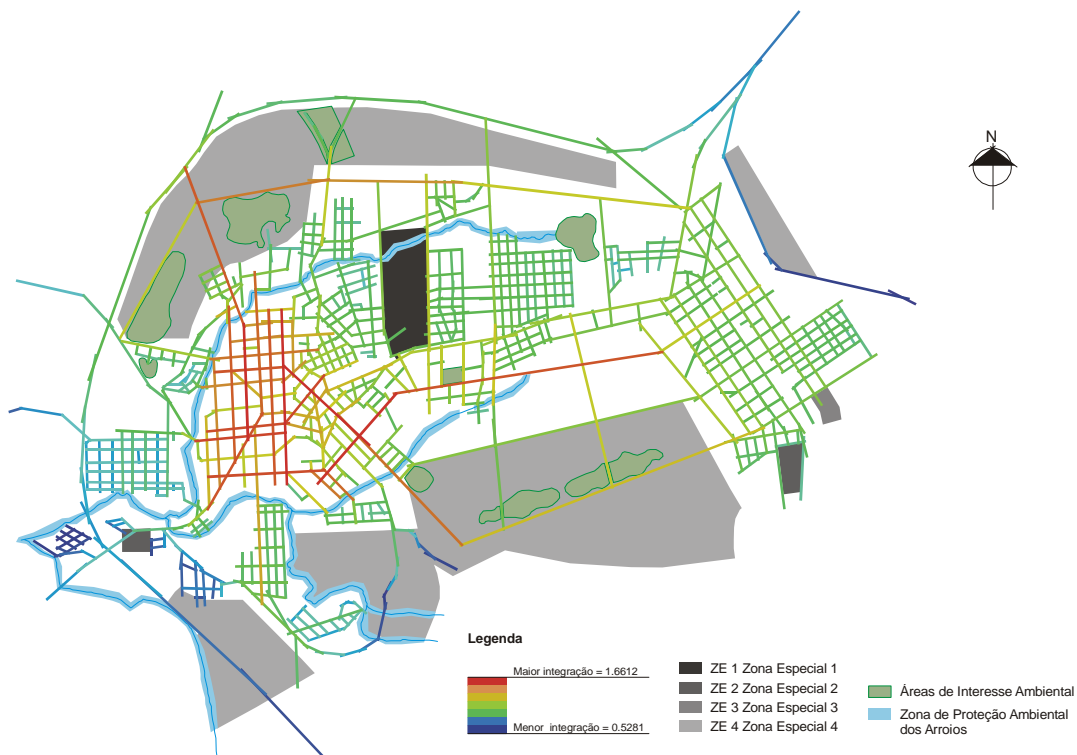 N
Legenda
Maior integração = 1.6612
Menor integração = 0.5281
ZE 1 Zona Especial 1
ZE 2 Zona Especial 2
ZE 3 Zona Especial 3
ZE 4 Zona Especial 4
Áreas de Interesse Ambiental
Zona de Proteção Ambiental
dos Arroios